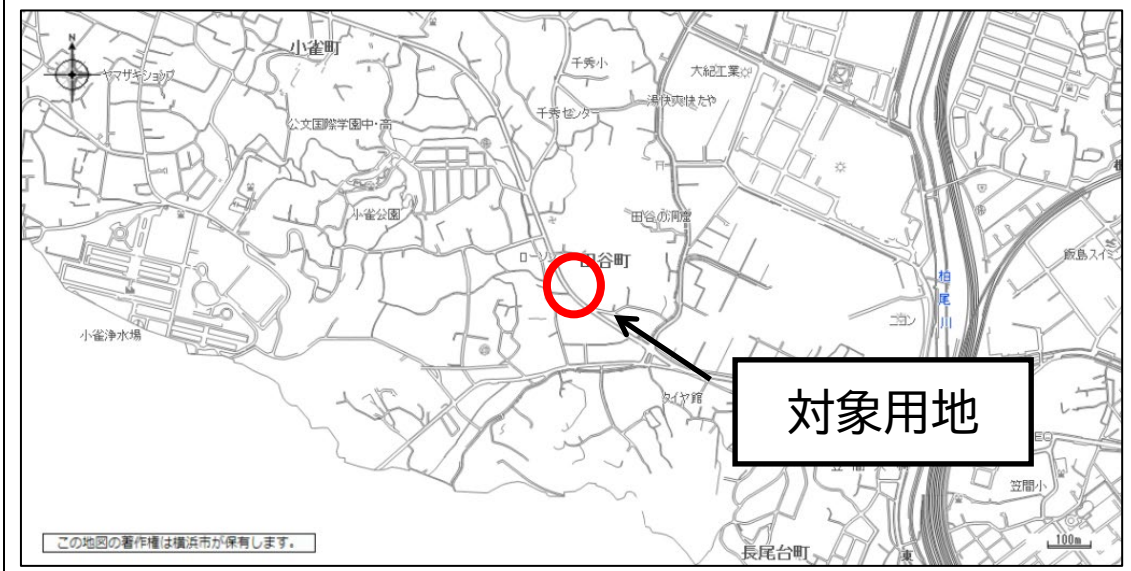 N
小雀町
ヤマザキショップ
千秀小
大紀工業
湯快爽快たや
千秀センター
公文国際学園中・高
小雀公園
田谷の洞窟
田谷町
飯島スイミ
柏尾川
小雀浄水場
ニコン
タイヤ館
対象用地
笠間小
長尾台町
東
100m
この地図の著作権は横浜市が保有します。